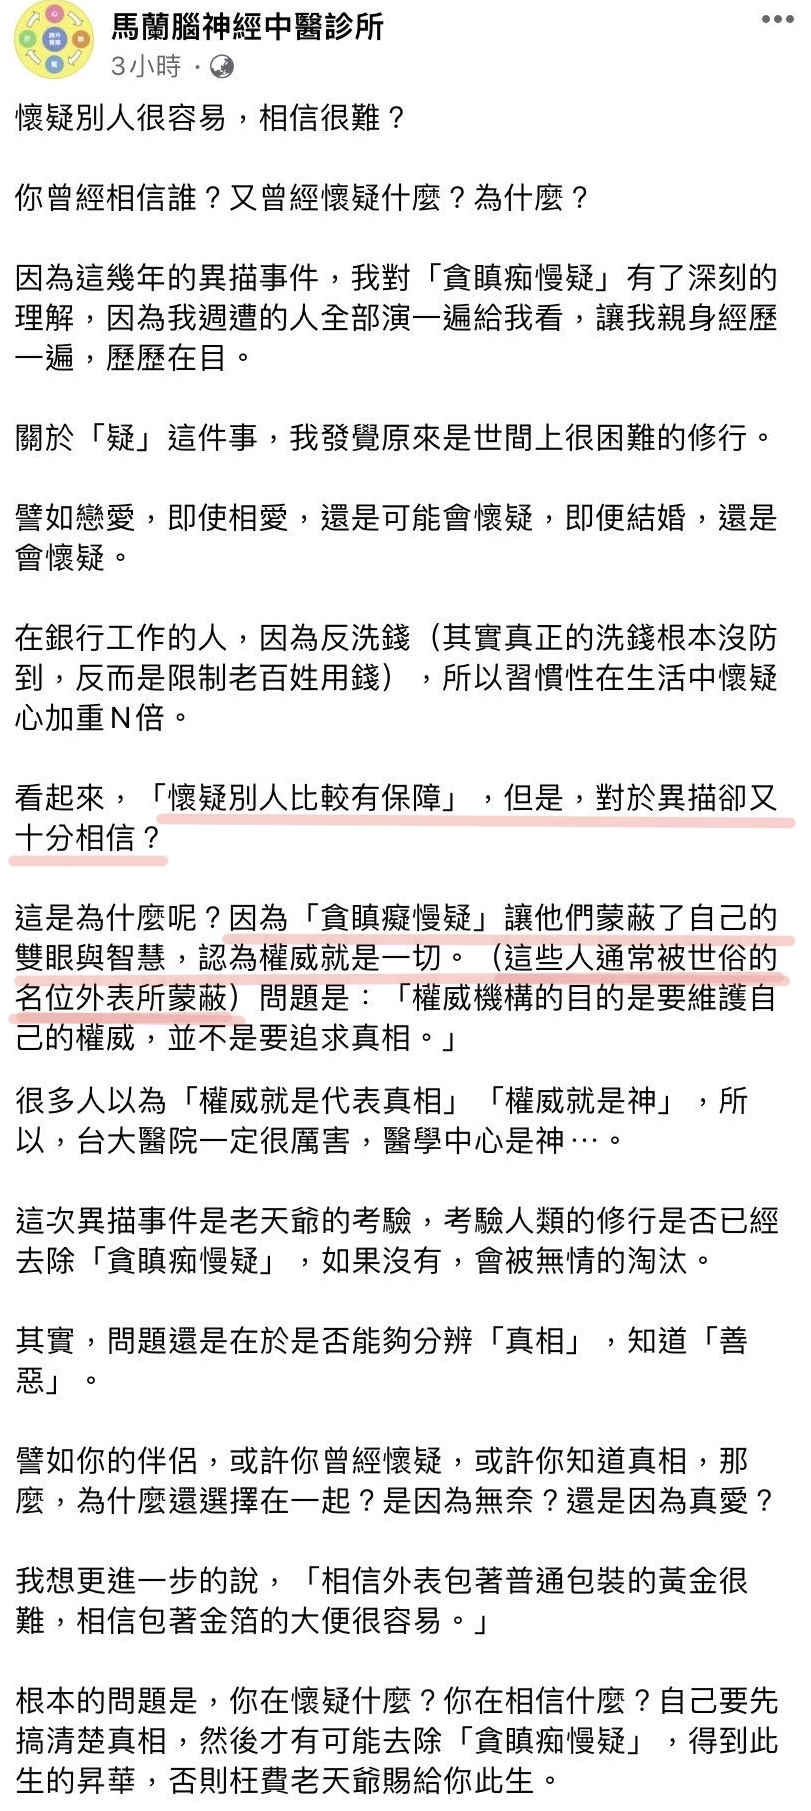 馬蘭腦神經中醫診所
3小時
懷疑別人很容易，相信很難？
你曾經相信誰？又曾經懷疑什麼？為什麼？
因為這幾年的異描事件，我對「貪瞋痴慢疑」有了深刻的
理解，因為我週遭的人全部演一遍給我看，讓我親身經歷
一遍，歷歷在目。
關於「疑」這件事，我發覺原來是世間上很困難的修行。
譬如戀愛，即使相愛，還是可能會懷疑，即便結婚，還是
會懷疑。
在銀行工作的人，因為反洗錢（其實真正的洗錢根本沒防
到，反而是限制老百姓用錢），所以習慣性在生活中懷疑
心加重N倍。
看起來，「懷疑別人比較有保障」，但是，對於異描卻又
十分相信？
這是為什麼呢？因為「貪瞋癡慢疑」讓他們蒙蔽了自己的
雙眼與智慧，認為權威就是一切。（這些人通常被世俗的
名位外表所蒙蔽）問題是：「權威機構的目的是要維護自
己的權威，並不是要追求真相。」
很多人以為「權威就是代表真相」「權威就是神」，所
以，台大醫院一定很厲害，醫學中心是神…。
這次異描事件是老天爺的考驗，考驗人類的修行是否已經
去除「貪瞋痴慢疑」，如果沒有，會被無情的淘汰。
其實，問題還是在於是否能夠分辨「真相」，知道「善
惡」。
譬如你的伴侶，或許你曾經懷疑，或許你知道真相，那
麼，為什麼還選擇在一起？是因為無奈？還是因為真愛？
我想更進一步的說，「相信外表包著普通包裝的黃金很
難，相信包著金箔的大便很容易。」
根本的問題是，你在懷疑什麼？你在相信什麼？自己要先
搞清楚真相，然後才有可能去除「貪瞋痴慢疑」，得到此
生的昇華，否則枉費老天爺賜給你此生。